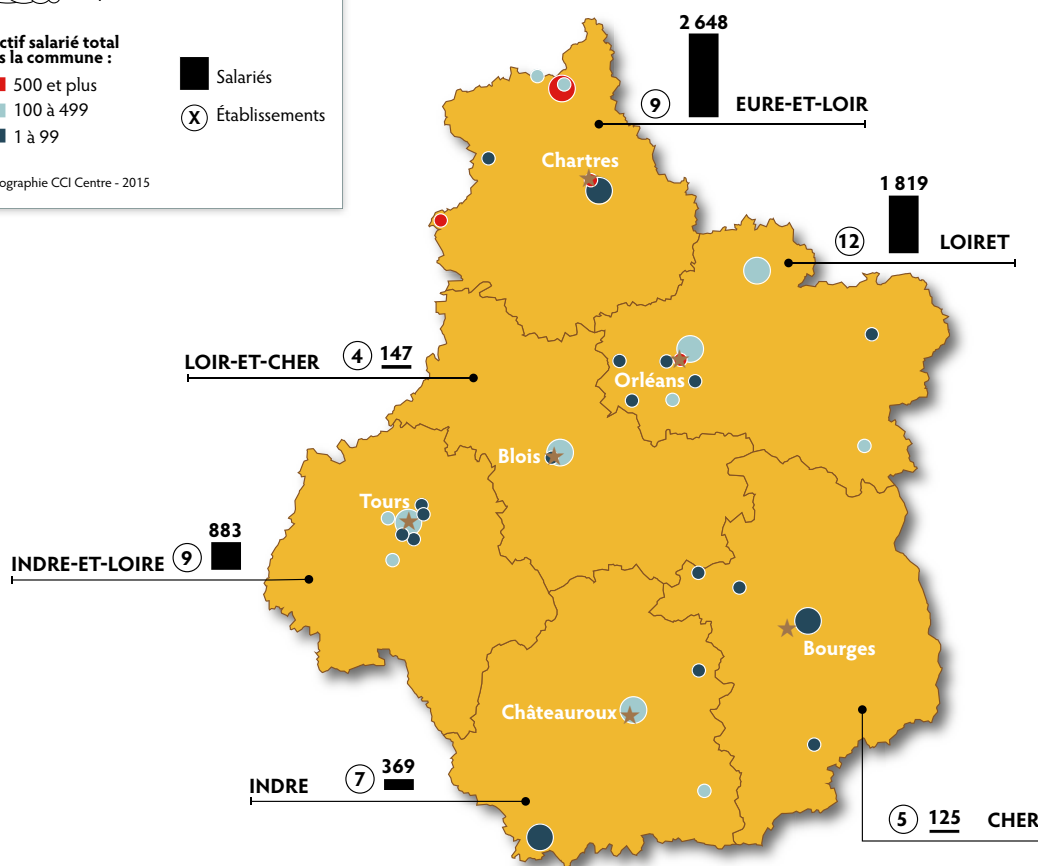 ctif salarié total
s la commune :
500 et plus
100 à 499
1 à 99
Salariés
X Établissements
ographie CCI Centre - 2015
2 648
9 EURE-ET-LOIR
Chartres
1 819
12 LOIRET
LOIR-ET-CHER 4 147
Orléans
Blois
Tours
883
INDRE-ET-LOIRE 9
Bourges
Châteauroux
369
INDRE 7
5 125 CHER